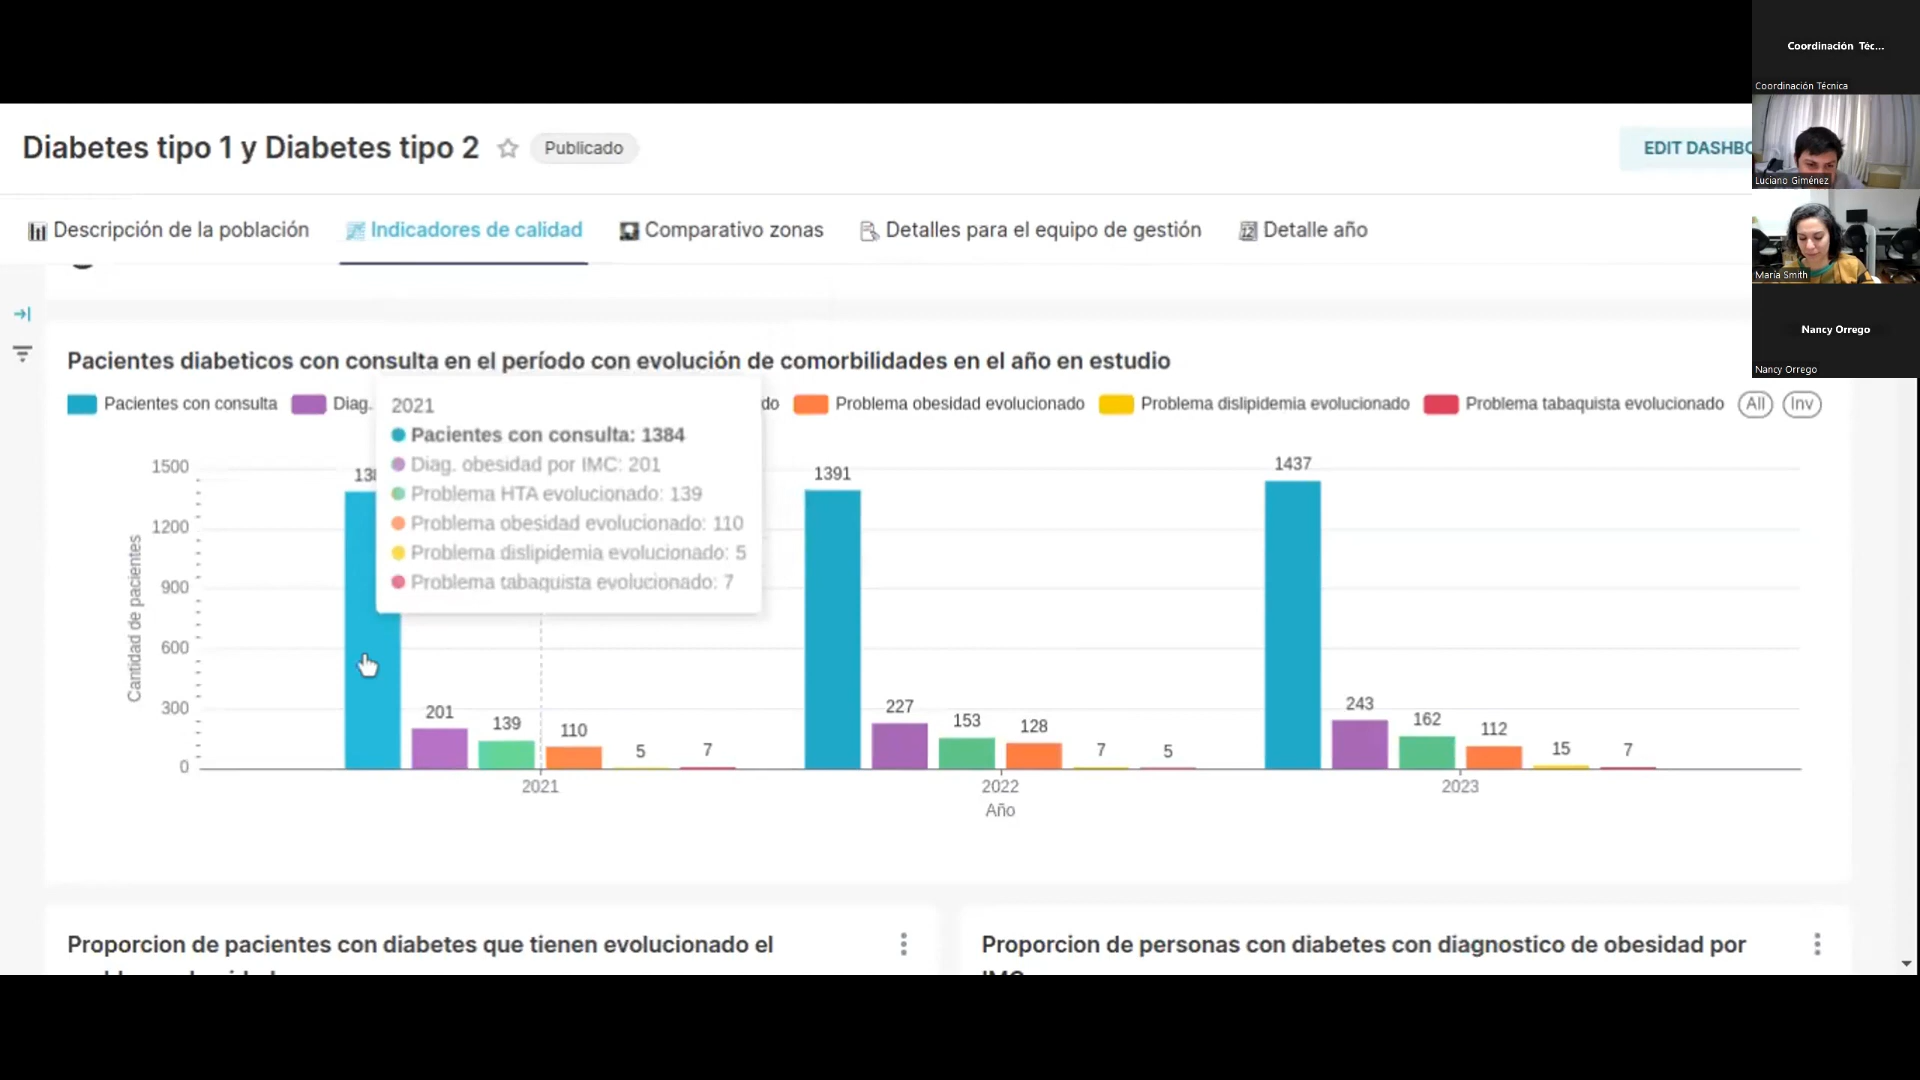 Coordinación Téc...
Coordinación Técnica
Luciano Giménez
María Smith
Nancy Orrego
Nancy Orrego
Diabetes tipo 1 y Diabetes tipo 2
Publicado
EDIT DASHBO
Descripción de la población
Indicadores de calidad
Comparativo zonas
Detalles para el equipo de gestión
Detalle año
Pacientes diabeticos con consulta en el período con evolución de comorbilidades en el año en estudio
Pacientes con consulta Diag. do Problema obesidad evolucionado Problema dislipidemia evolucionado Problema tabaquista evolucionado All Inv
2021
Pacientes con consulta: 1384
Diag. obesidad por IMC: 201
Problema HTA evolucionado: 139
Problema obesidad evolucionado: 110
Problema dislipidemia evolucionado: 5
Problema tabaquista evolucionado: 7
Cantidad de pacientes
1500
1200
900
600
300
0
138
201
139
110
5
7
1391
227
153
128
7
5
1437
243
162
112
15
7
2021
2022
2023
Año
Proporcion de pacientes con diabetes que tienen evolucionado el
Proporcion de personas con diabetes con diagnostico de obesidad por
IMC